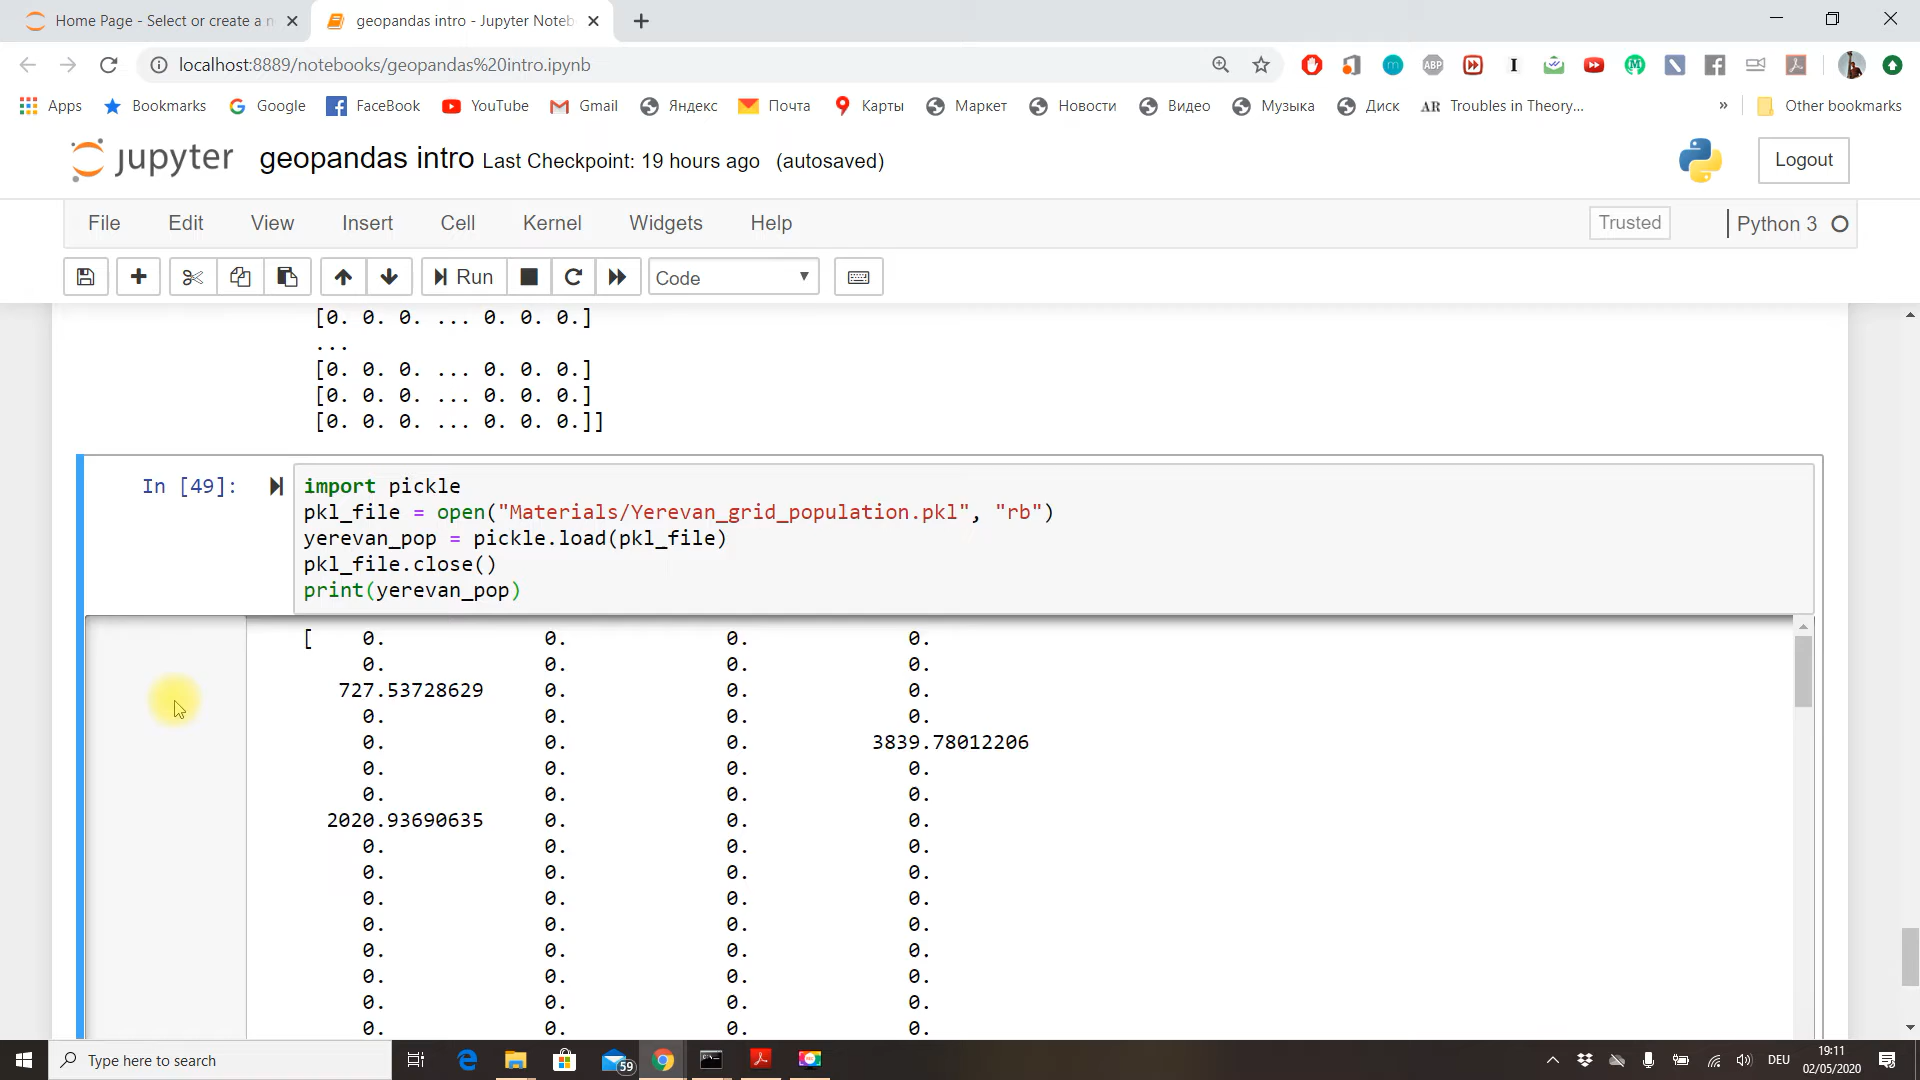 Home Page - Select or create a n
geopandas intro - Jupyter Noteb
localhost:8889/notebooks/geopandas%20intro.ipynb
ABP
Apps Bookmarks Google FaceBook YouTube Gmail Яндекс Почта Карты Маркет Новости Видео Музыка Диск AR Troubles in Theory... » Other bookmarks
jupyter geopandas intro Last Checkpoint: 19 hours ago (autosaved) Logout
File Edit View Insert Cell Kernel Widgets Help Trusted Python 3
Run Code
[0. 0. 0. ... 0. 0. 0.]
...
[0. 0. 0. ... 0. 0. 0.]
[0. 0. 0. ... 0. 0. 0.]
[0. 0. 0. ... 0. 0. 0.]]
In [49]: import pickle
pkl_file = open("Materials/Yerevan_grid_population.pkl", "rb")
yerevan_pop = pickle.load(pkl_file)
pkl_file.close()
print(yerevan_pop)
[ 0. 0. 0. 0.
0. 0. 0. 0.
727.53728629 0. 0. 0.
0. 0. 0. 0.
0. 0. 0. 3839.78012206
0. 0. 0. 0.
0. 0. 0. 0.
2020.93690635 0. 0. 0.
0. 0. 0. 0.
0. 0. 0. 0.
0. 0. 0. 0.
0. 0. 0. 0.
0. 0. 0. 0.
0. 0. 0. 0.
0. 0. 0. 0.
0. 0. 0. 0.
Type here to search 59 DEU 19:11
02/05/2020